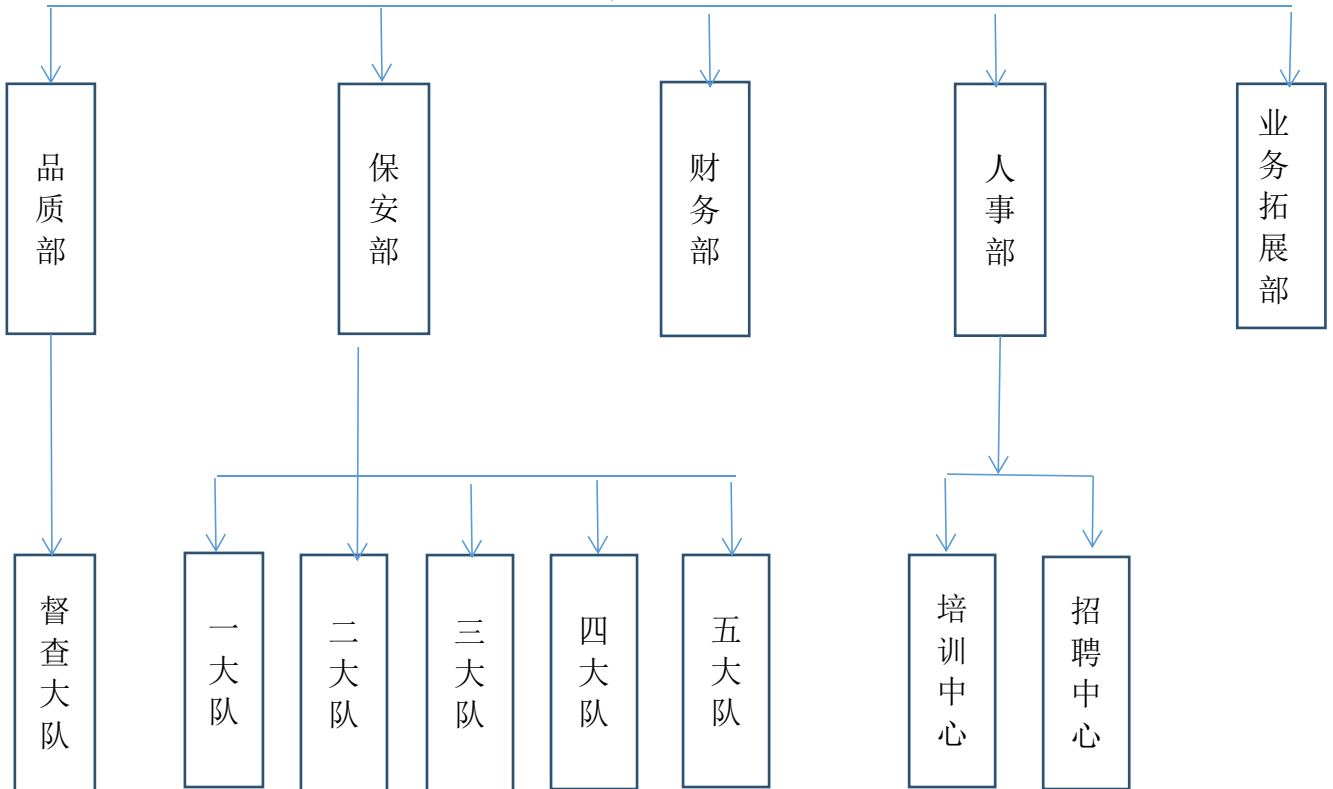 品质部
保安部
财务部
人事部
业务拓展部
督查大队
一大队
二大队
三大队
四大队
五大队
培训中心
招聘中心